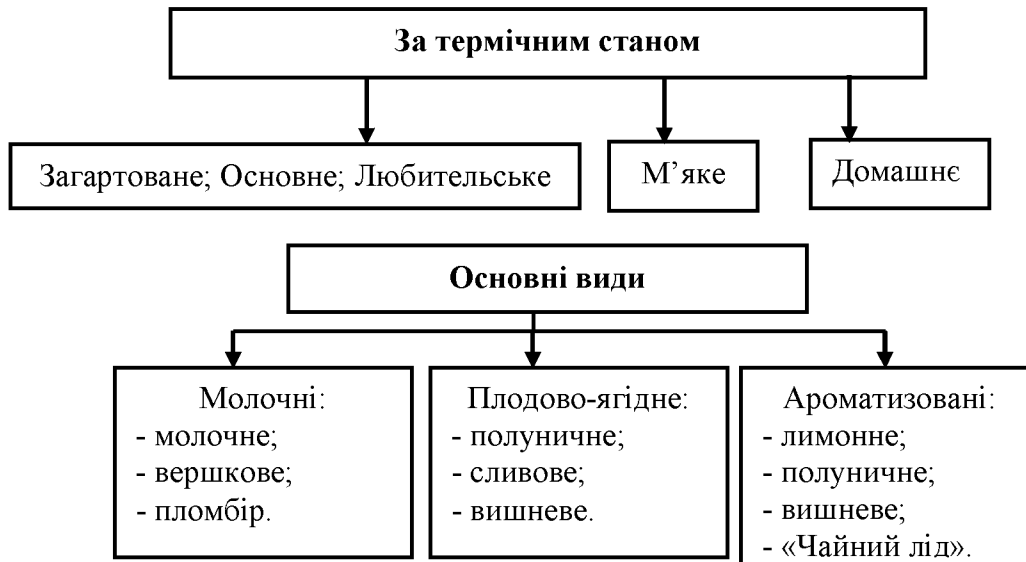 За термічним станом
Загартоване; Основне; Любительське
М’яке
Домашнє
Основні види
Молочні:
- молочне;
- вершкове;
- пломбір.
Плодово-ягідне:
- полуничне;
- сливове;
- вишневе.
Ароматизовані:
- лимонне;
- полуничне;
- вишневе;
- «Чайний лід».